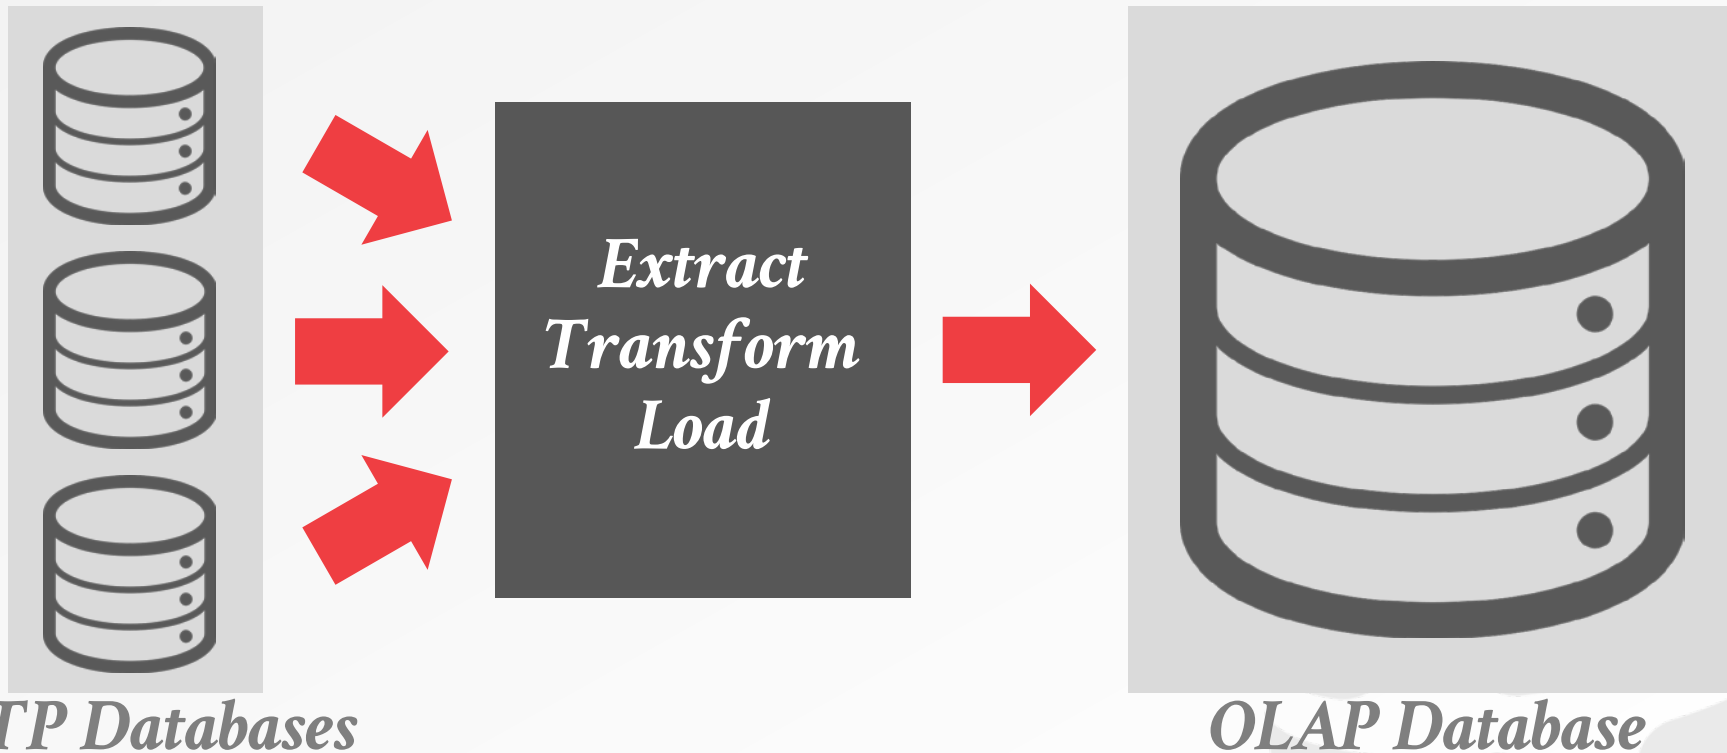 Extract
Transform
Load
TP Databases
OLAP Database